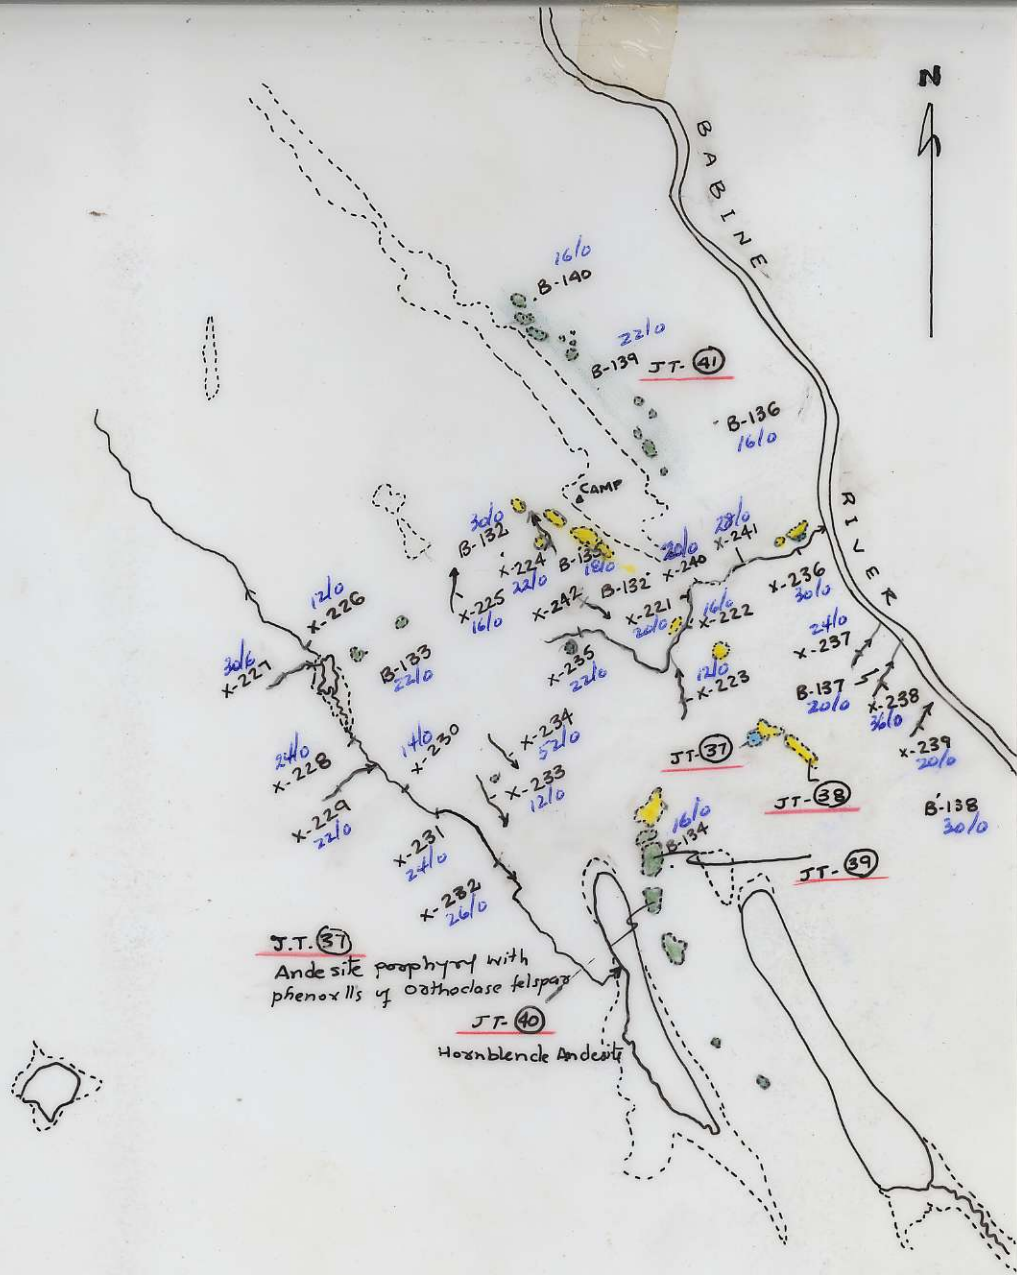 N
BABINE
16/0
B-140
22/0
B-139
JT-41
B-136
16/0
CAMP
RIVER
30/0
B-132
28/0
X-241
X-224
22/0
B-135
18/0
20/0
X-240
X-225
16/0
X-242
B-132
X-221
20/0
16/0
X-222
X-236
30/0
12/0
X-226
30/6
X-227
B-133
22/0
X-235
22/0
12/0
X-223
24/0
X-237
B-137
20/0
X-238
36/0
X-239
20/0
24/0
X-228
14/0
X-230
X-234
52/0
X-233
12/0
JT-37
JT-38
X-229
22/0
X-231
24/0
16/0
B-134
B-138
30/0
JT-39
X-232
26/0
J.T. 37
Andesite porphyry with
phenox'lls of Orthoclase felspar
JT-40
Hornblende Andesite